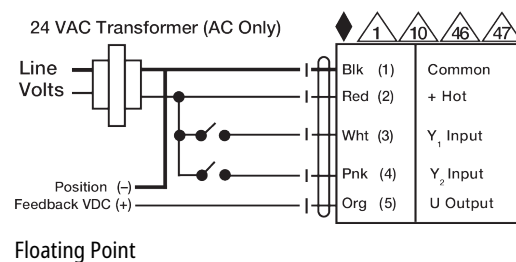 24 VAC Transformer (AC Only)
1 10 46 47
Line
Volts
Blk (1) Common
Red (2) + Hot
Wht (3) Y1 Input
Pnk (4) Y2 Input
Position (–)
Feedback VDC (+)
Org (5) U Output
Floating Point